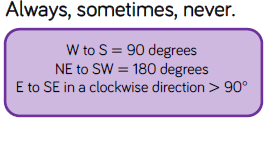 Always, sometimes, never.
W to S = 90 degrees
NE to SW = 180 degrees
E to SE in a clockwise direction > 90°